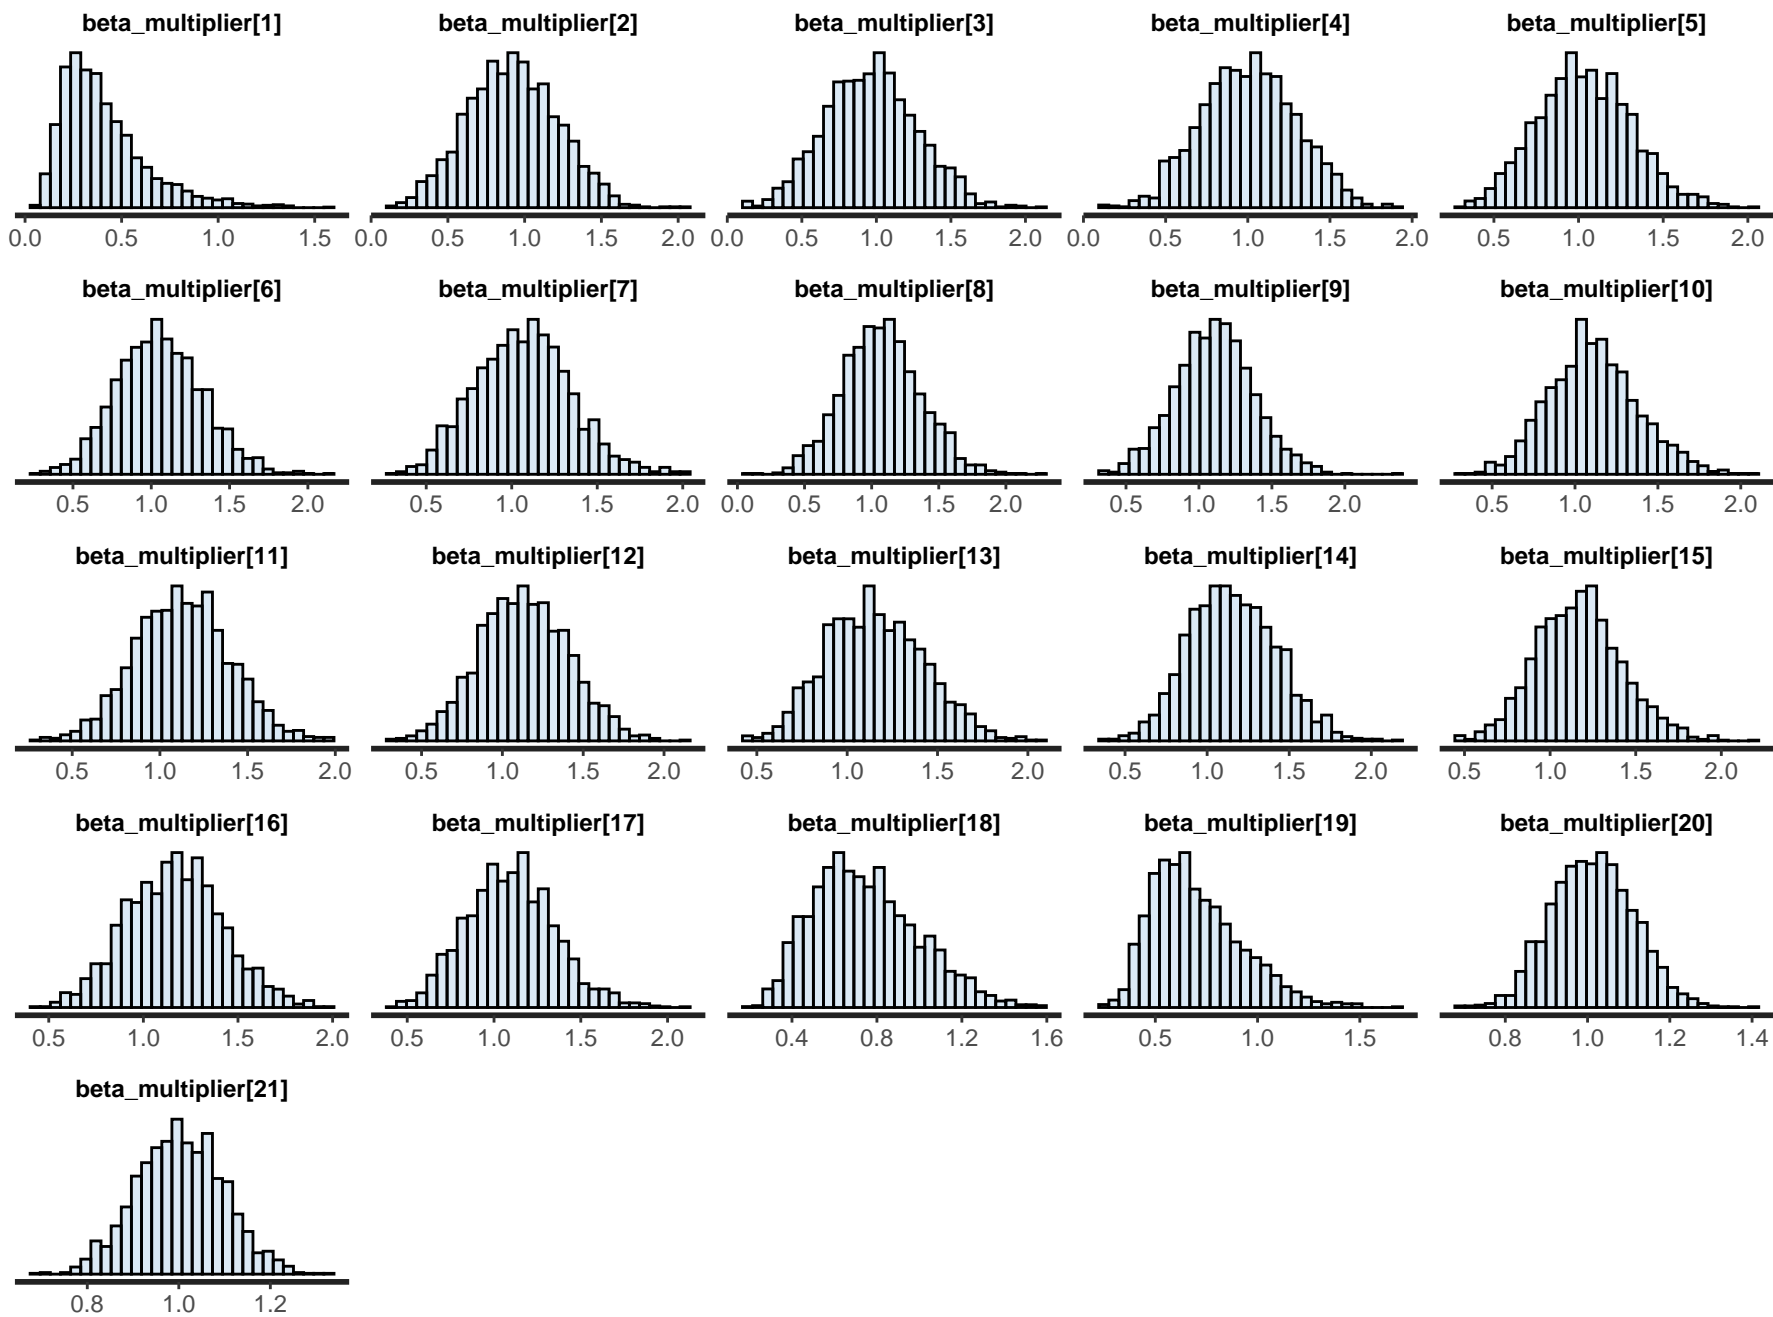 beta_multiplier[1] beta_multiplier[2] beta_multiplier[3] beta_multiplier[4] beta_multiplier[5]
0.0 0.5 1.0 1.5 0.0 0.5 1.0 1.5 2.0 0.0 0.5 1.0 1.5 2.0 0.0 0.5 1.0 1.5 2.0 0.5 1.0 1.5 2.0
beta_multiplier[6] beta_multiplier[7] beta_multiplier[8] beta_multiplier[9] beta_multiplier[10]
0.5 1.0 1.5 2.0 0.5 1.0 1.5 2.0 0.0 0.5 1.0 1.5 2.0 0.5 1.0 1.5 2.0 0.5 1.0 1.5 2.0
beta_multiplier[11] beta_multiplier[12] beta_multiplier[13] beta_multiplier[14] beta_multiplier[15]
0.5 1.0 1.5 2.0 0.5 1.0 1.5 2.0 0.5 1.0 1.5 2.0 0.5 1.0 1.5 2.0 0.5 1.0 1.5 2.0
beta_multiplier[16] beta_multiplier[17] beta_multiplier[18] beta_multiplier[19] beta_multiplier[20]
0.5 1.0 1.5 2.0 0.5 1.0 1.5 2.0 0.4 0.8 1.2 1.6 0.5 1.0 1.5 0.8 1.0 1.2 1.4
beta_multiplier[21]
0.8 1.0 1.2